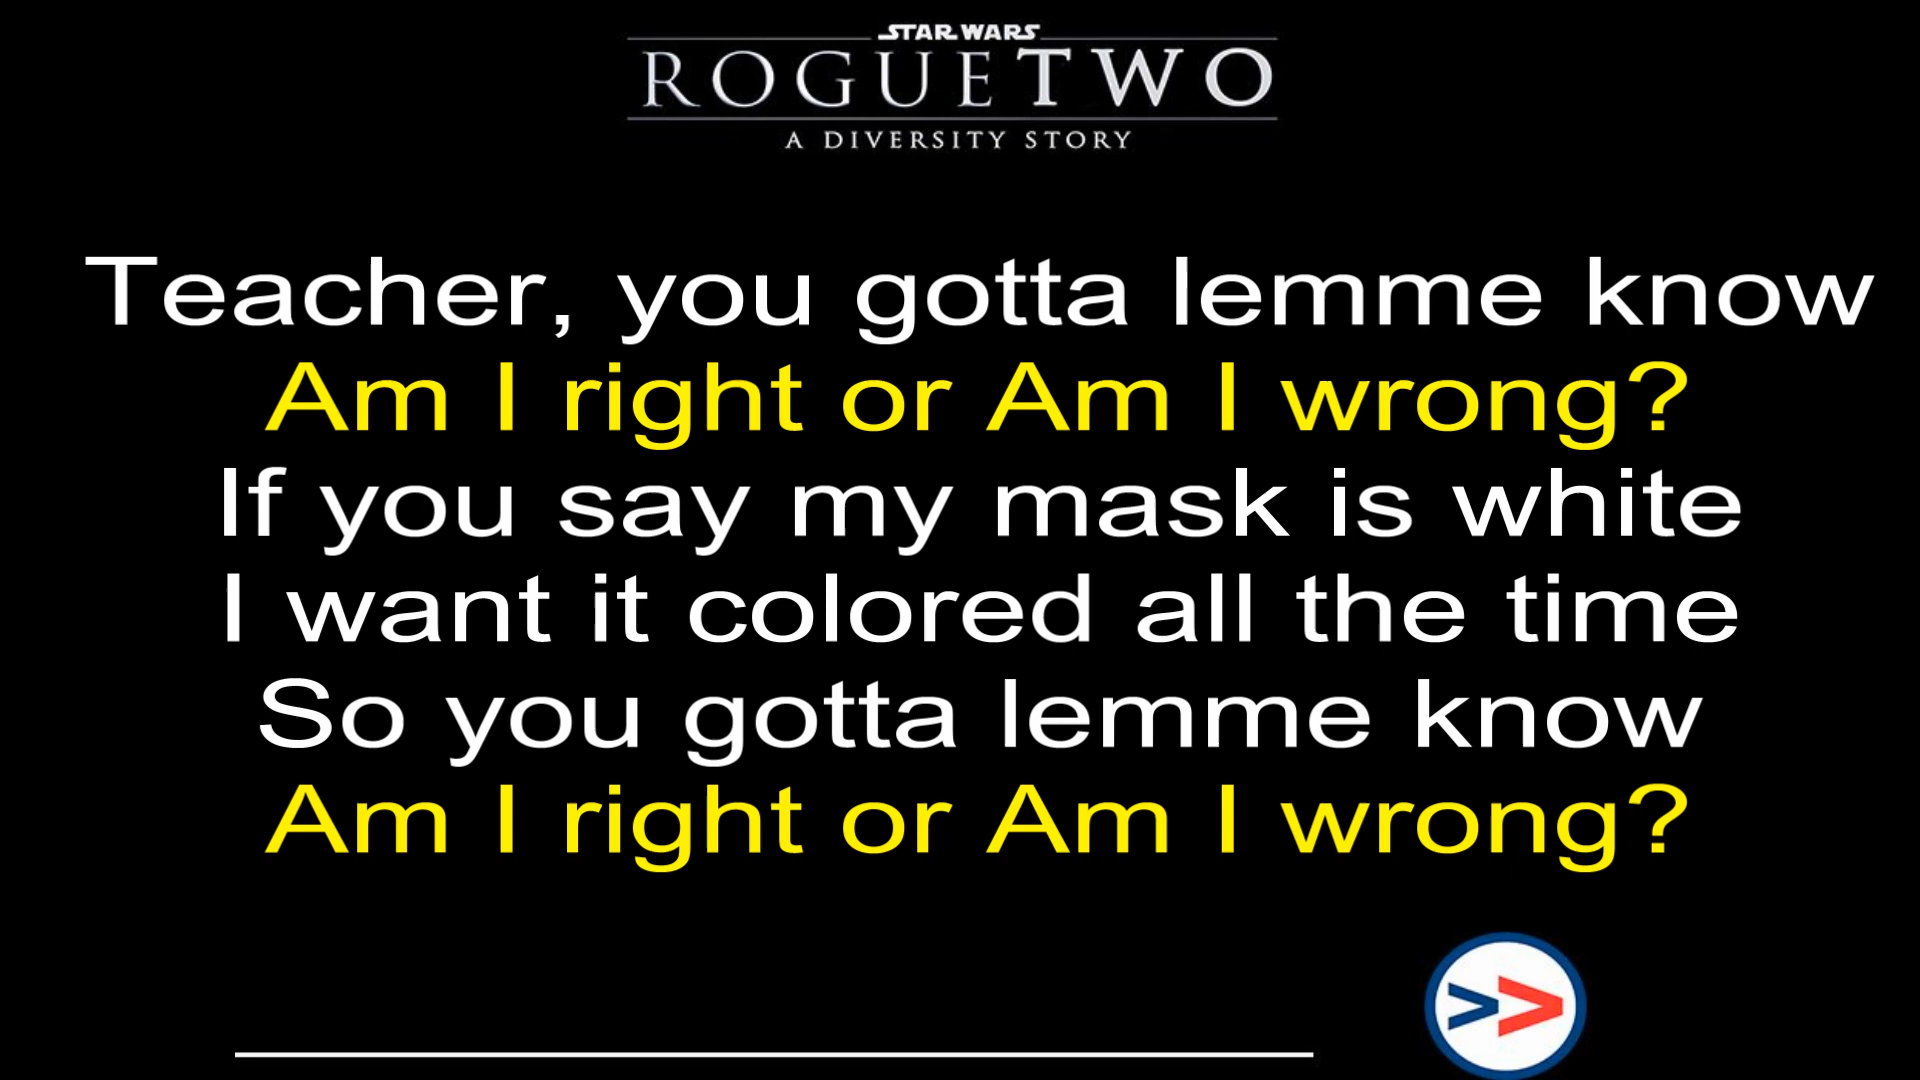 STAR WARS
ROGUE TWO
A DIVERSITY STORY
Teacher, you gotta lemme know
Am I right or Am I wrong?
If you say my mask is white
I want it colored all the time
So you gotta lemme know
Am I right or Am I wrong?